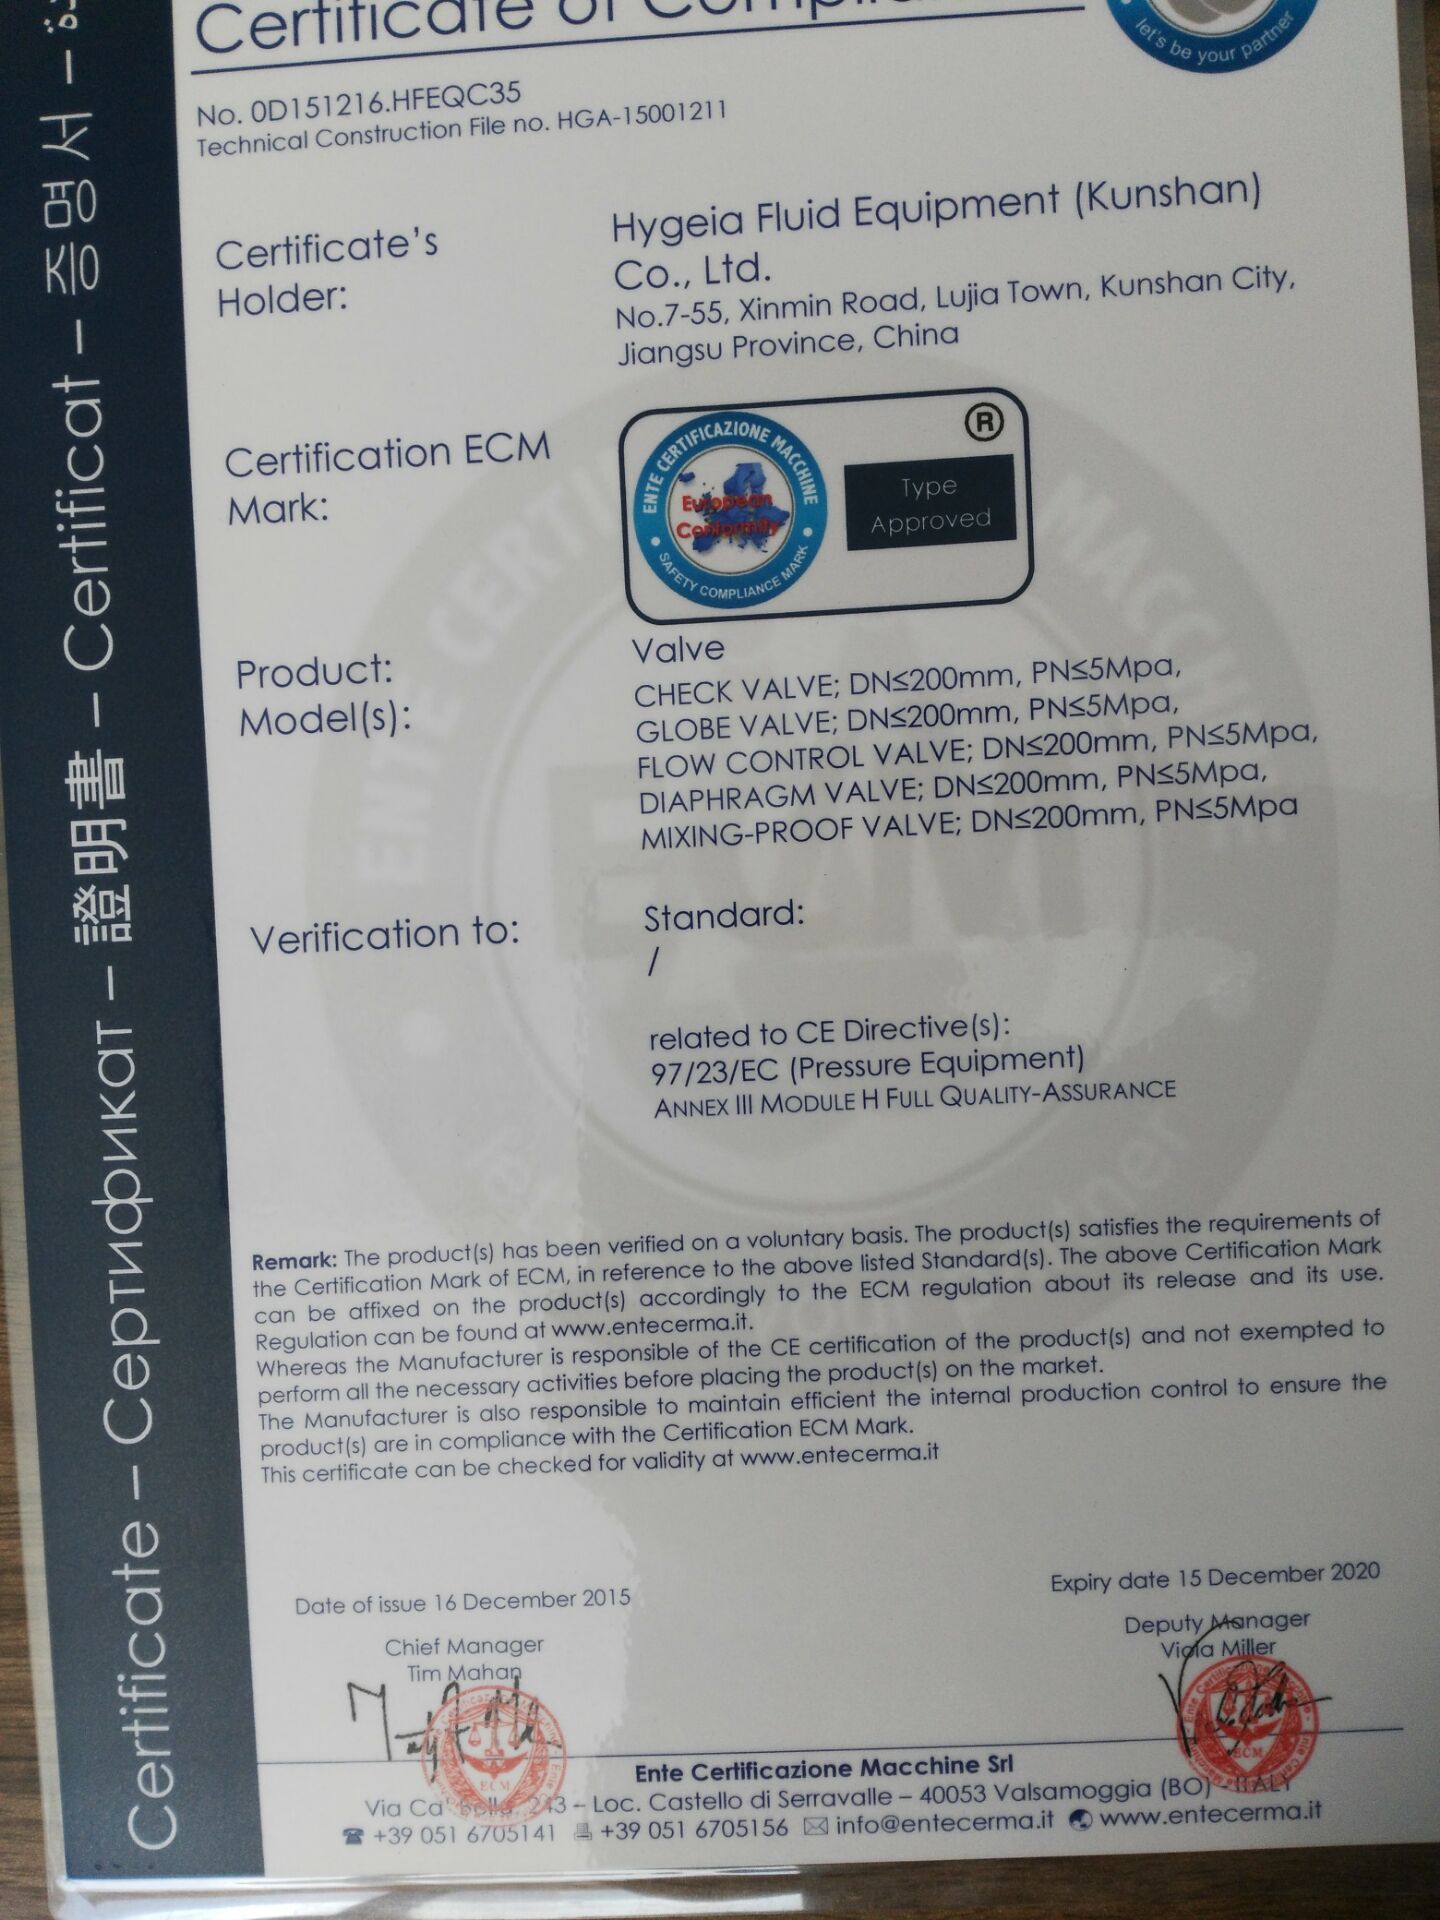 Certificate of
let's be your partner
No. 0D151216.HFEQC35
Technical Construction File no. HGA-15001211
Certificate's
Holder:
Hygeia Fluid Equipment (Kunshan)
Co., Ltd.
No.7-55, Xinmin Road, Lujia Town, Kunshan City,
Jiangsu Province, China
Certification ECM
Mark:
ENTE CERTIFICAZIONE MACCHINE
European
Conformity
SAFETY COMPLIANCE MARK
®
Type
Approved
Product:
Valve
Model(s):
CHECK VALVE; DN≤200mm, PN≤5Mpa,
GLOBE VALVE; DN≤200mm, PN≤5Mpa,
FLOW CONTROL VALVE; DN≤200mm, PN≤5Mpa,
DIAPHRAGM VALVE; DN≤200mm, PN≤5Mpa,
MIXING-PROOF VALVE; DN≤200mm, PN≤5Mpa
Verification to:
Standard:
/
related to CE Directive(s):
97/23/EC (Pressure Equipment)
ANNEX III MODULE H FULL QUALITY-ASSURANCE
Remark: The product(s) has been verified on a voluntary basis. The product(s) satisfies the requirements of
the Certification Mark of ECM, in reference to the above listed Standard(s). The above Certification Mark
can be affixed on the product(s) accordingly to the ECM regulation about its release and its use.
Regulation can be found at www.entecerma.it.
Whereas the Manufacturer is responsible of the CE certification of the product(s) and not exempted to
perform all the necessary activities before placing the product(s) on the market.
The Manufacturer is also responsible to maintain efficient the internal production control to ensure the
product(s) are in compliance with the Certification ECM Mark.
This certificate can be checked for validity at www.entecerma.it
Date of issue 16 December 2015
Expiry date 15 December 2020
Chief Manager
Tim Mahan
Deputy Manager
Viola Miller
ECM
ECM
Ente Certificazione Macchine Srl
Via Ca' Bella, 243 – Loc. Castello di Serravalle – 40053 Valsamoggia (BO) - ITALY
+39 051 6705141 +39 051 6705156 info@entecerma.it www.entecerma.it
Certificate – Сертификат – 證明書 – Certificat – 증명서 –